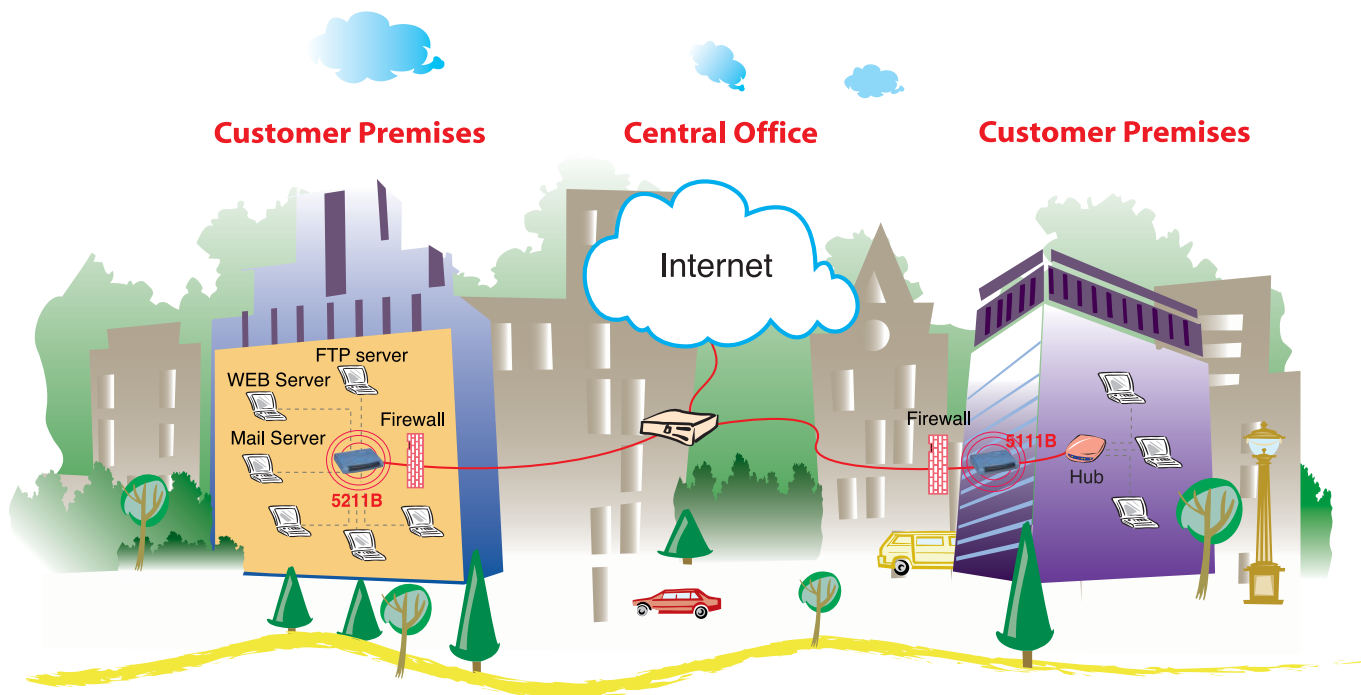 Customer Premises
Central Office
Customer Premises
Internet
FTP server
WEB Server
Firewall
Mail Server
5211B
Firewall
5111B
Hub